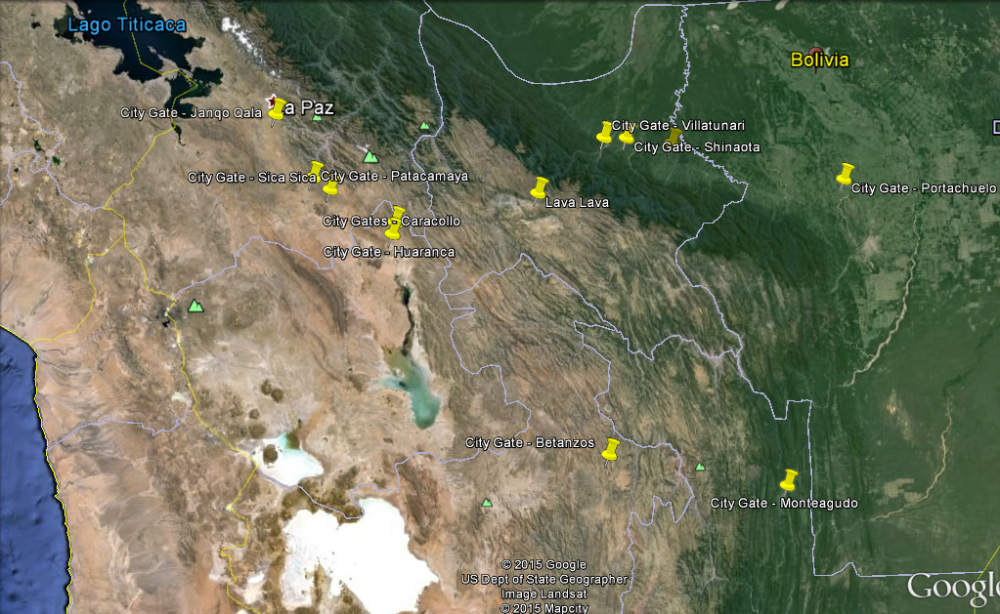 Lago Titicaca
Bolivia
a Paz
City Gate - Janqo Qala
City Gate - Villatunari
City Gate - Shinaota
City Gate - Sica Sica
City Gate - Patacamaya
City Gate - Portachuelo
Lava Lava
City Gates - Caracollo
City Gate - Huaranca
City Gate - Betanzos
City Gate - Monteagudo
© 2015 Google
US Dept of State Geographer
Image Landsat
© 2015 Mapcity
Google